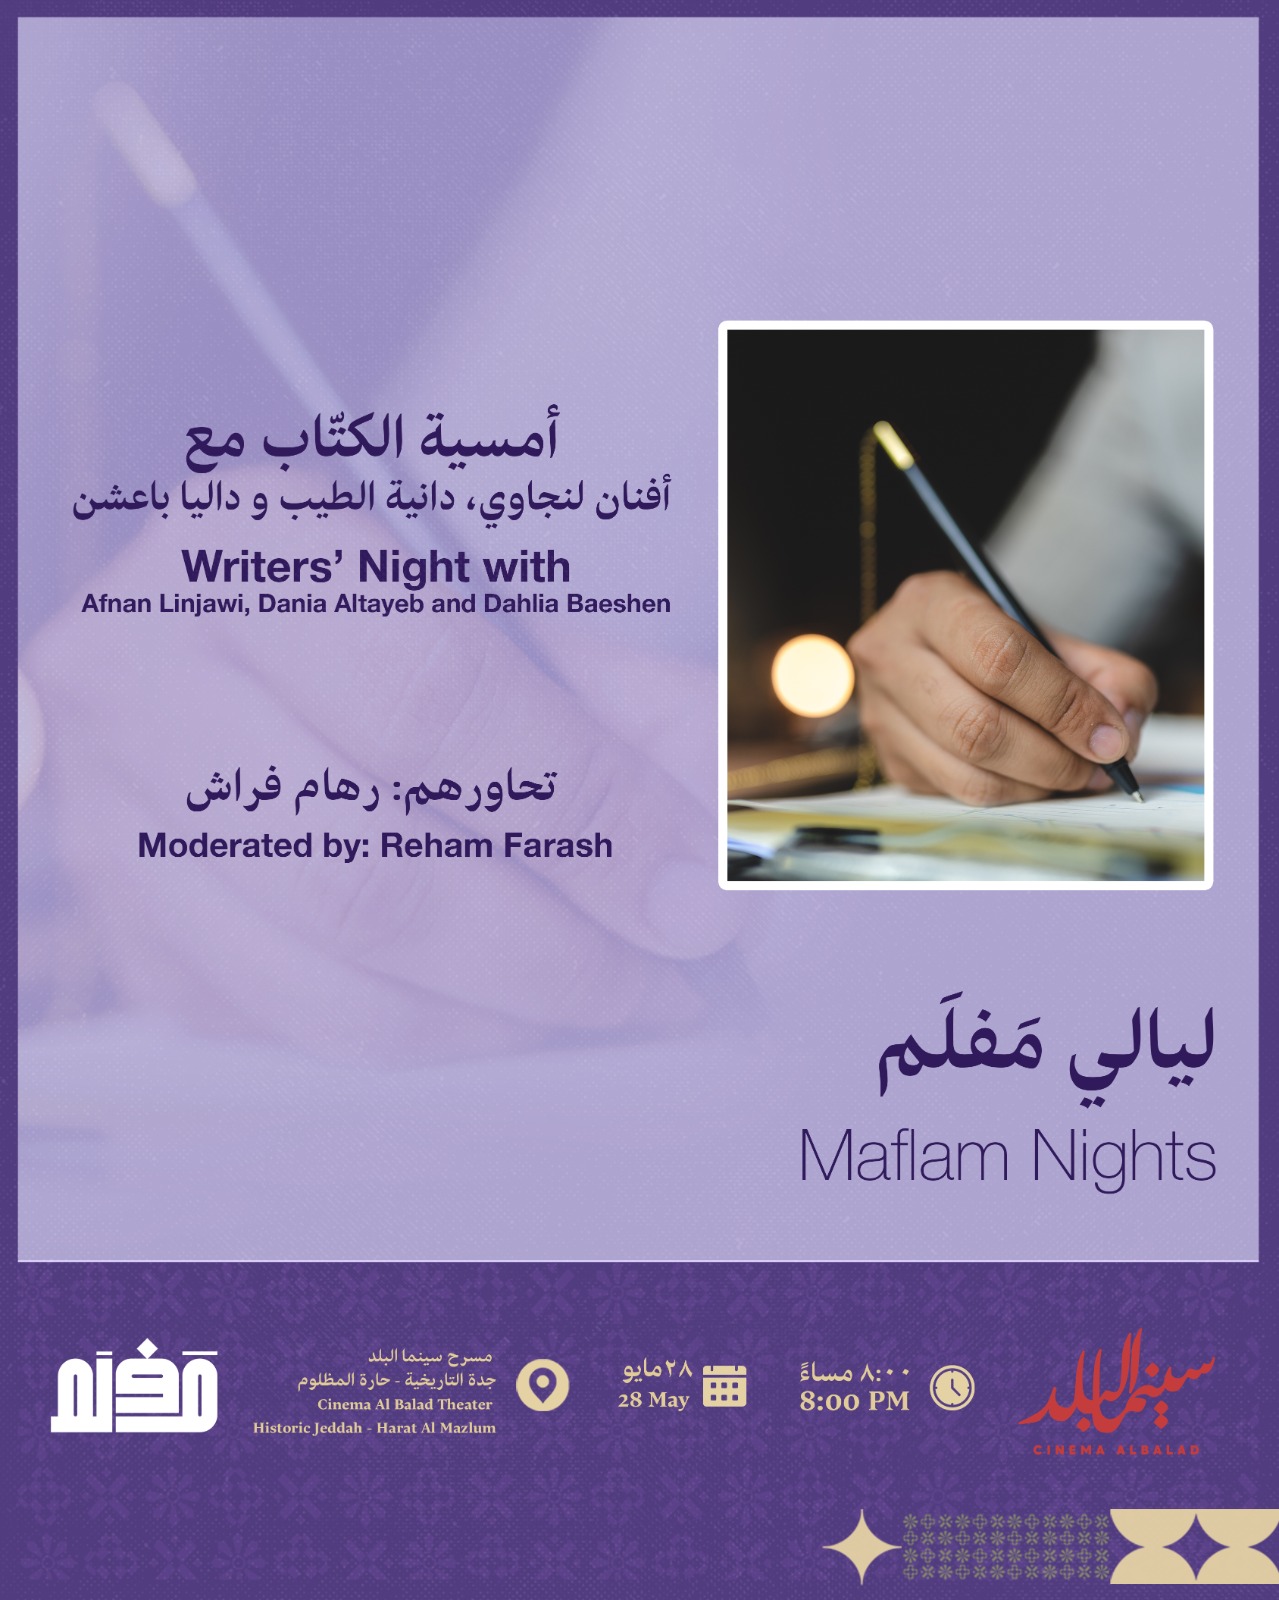 أمسية الكتّاب مع
أفنان لنجاوي، دانية الطيب و داليا باعشن
Writers’ Night with
Afnan Linjawi, Dania Altayeb and Dahlia Baeshen
تحاورهم: رهام فراش
Moderated by: Reham Farash
ليالي مَفلَم
Maflam Nights
سينما البلد
CINEMA ALBALAD
٨:٠٠ مساءً
8:00 PM
٢٨مايو
28 May
مسرح سينما البلد
جدة التاريخية - حارة المظلوم
Cinema Al Balad Theater
Historic Jeddah - Harat Al Mazlum
مَفلَم